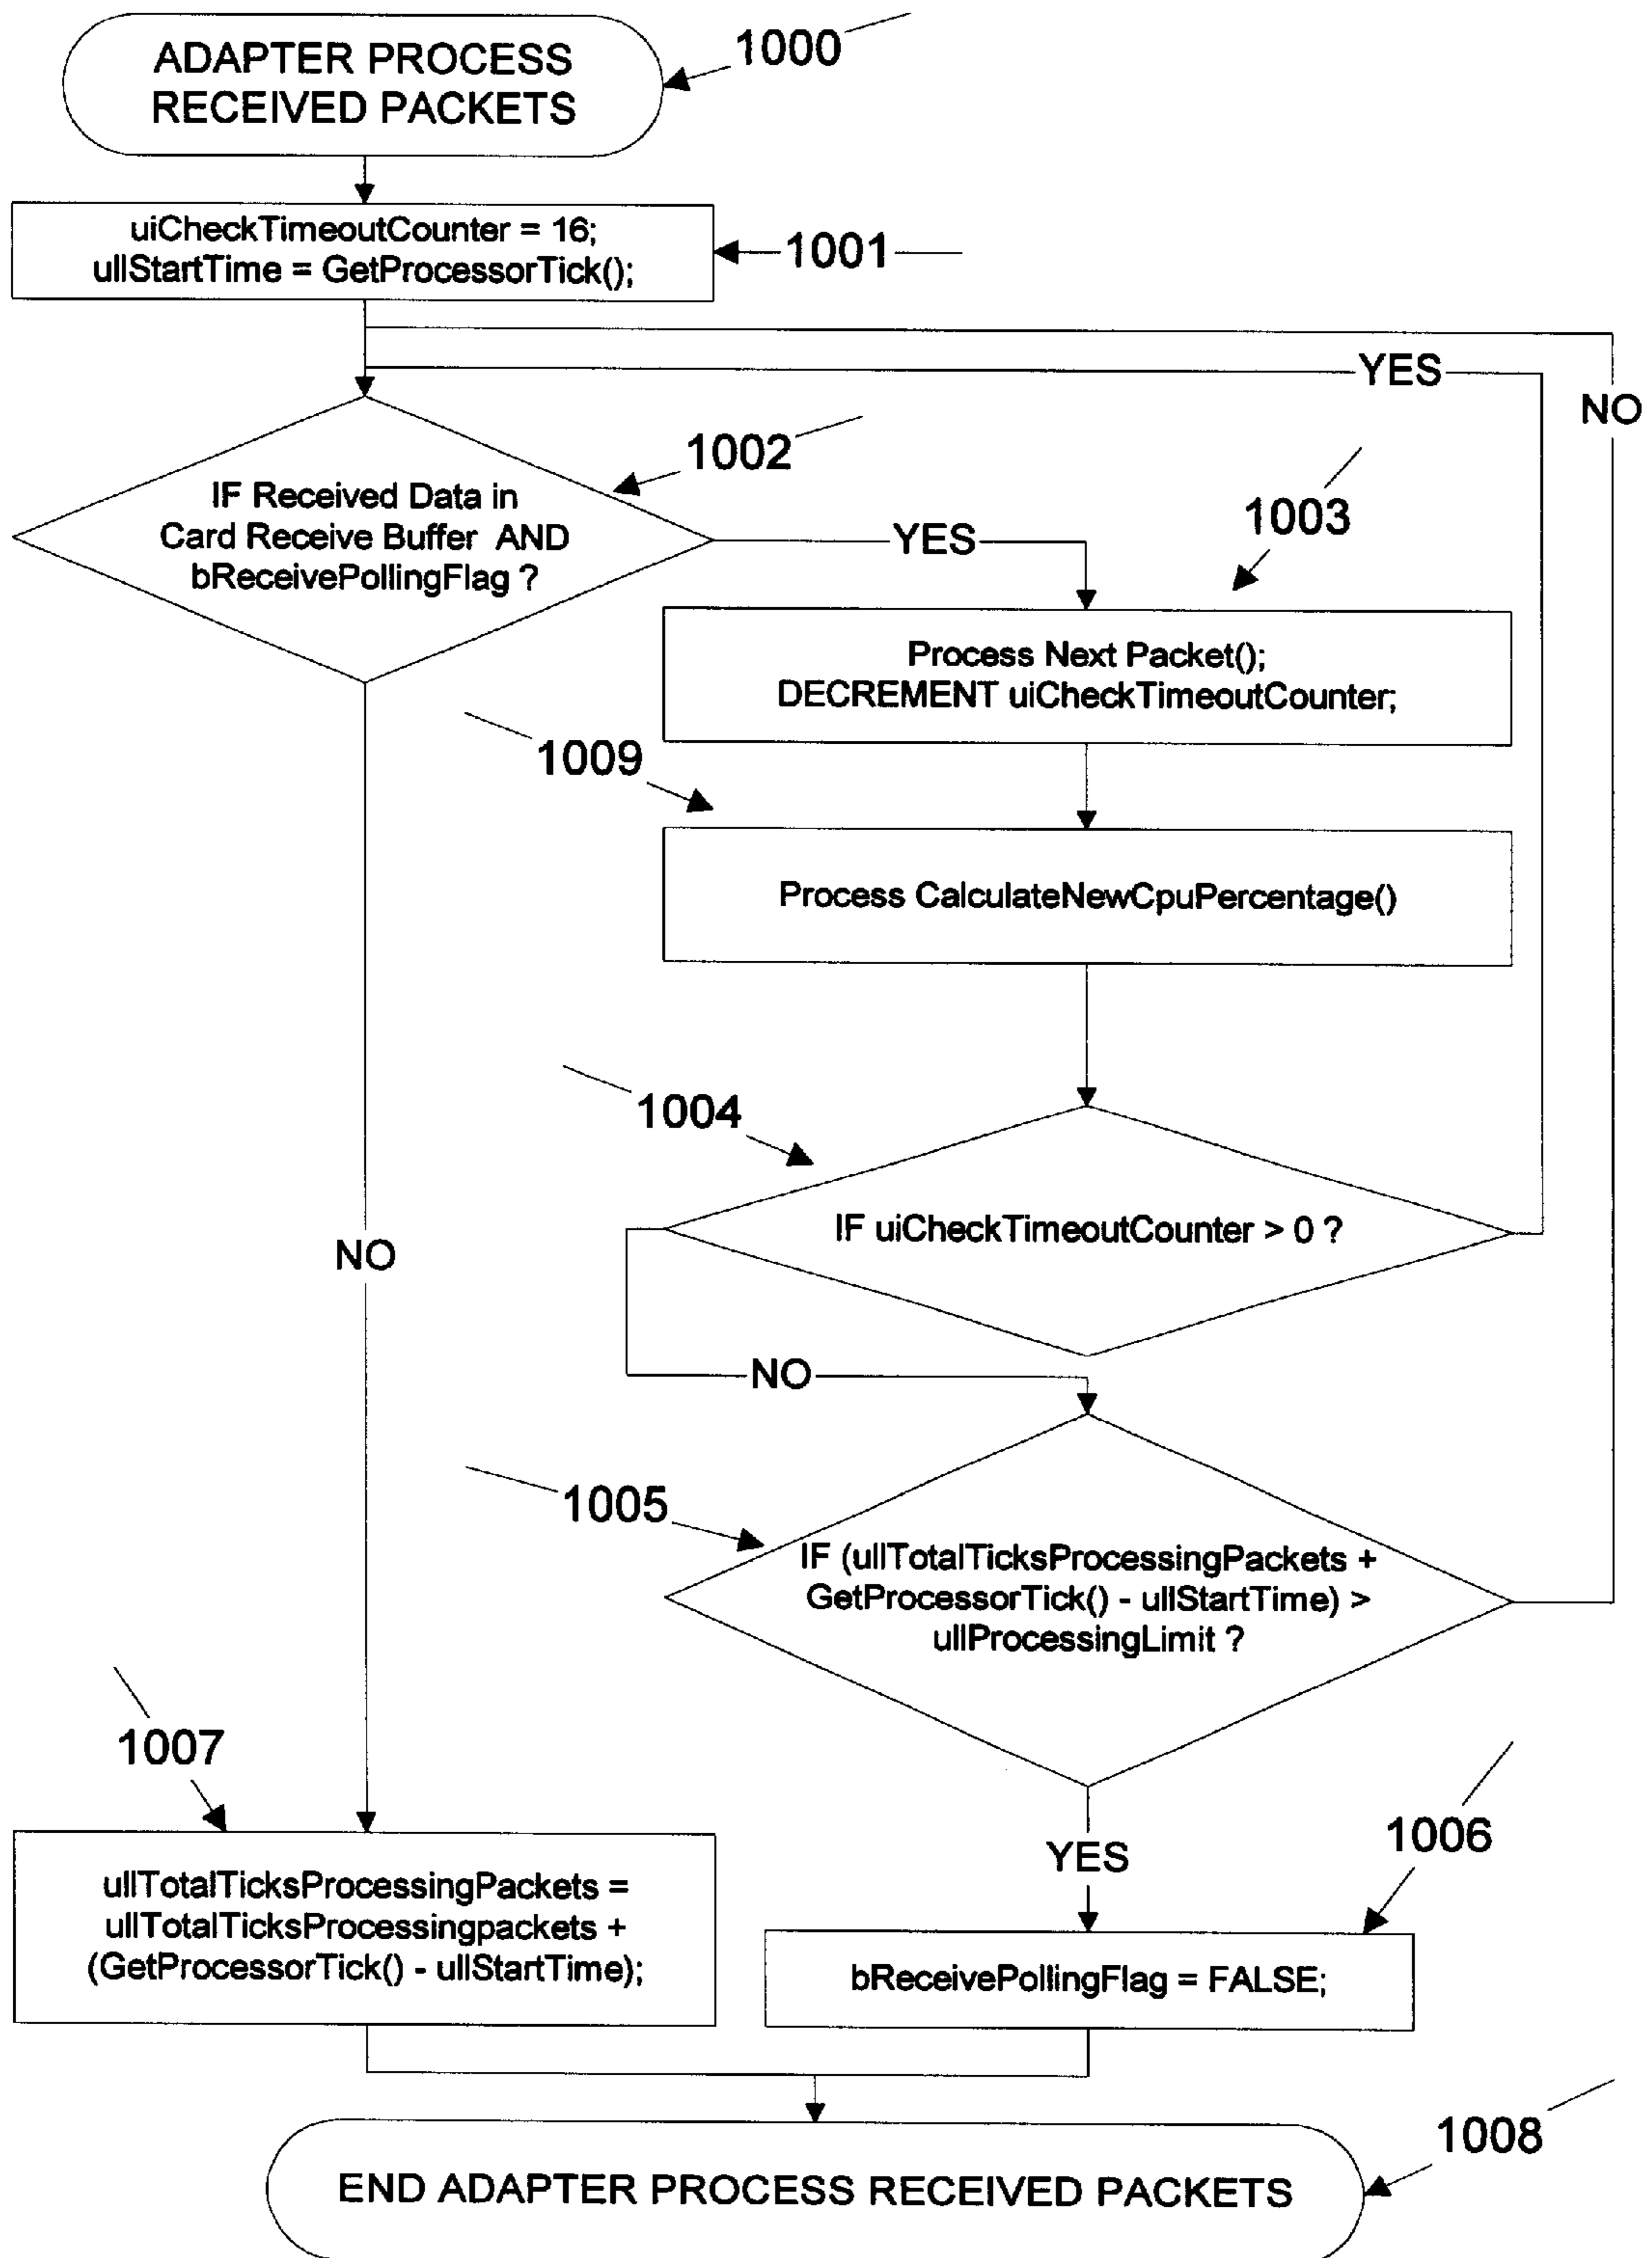 ADAPTER PROCESS
RECEIVED PACKETS
1000
uiCheckTimeoutCounter = 16;
ullStartTime = GetProcessorTick();
1001
YES
NO
1002
IF Received Data in
Card Receive Buffer AND
bReceivePollingFlag ?
YES
1003
Process Next Packet();
DECREMENT uiCheckTimeoutCounter;
1009
Process CalculateNewCpuPercentage()
1004
IF uiCheckTimeoutCounter > 0 ?
NO
NO
1005
IF (ullTotalTicksProcessingPackets +
GetProcessorTick() - ullStartTime) >
ullProcessingLimit ?
1007
YES
1006
ullTotalTicksProcessingPackets =
ullTotalTicksProcessingpackets +
(GetProcessorTick() - ullStartTime);
bReceivePollingFlag = FALSE;
1008
END ADAPTER PROCESS RECEIVED PACKETS